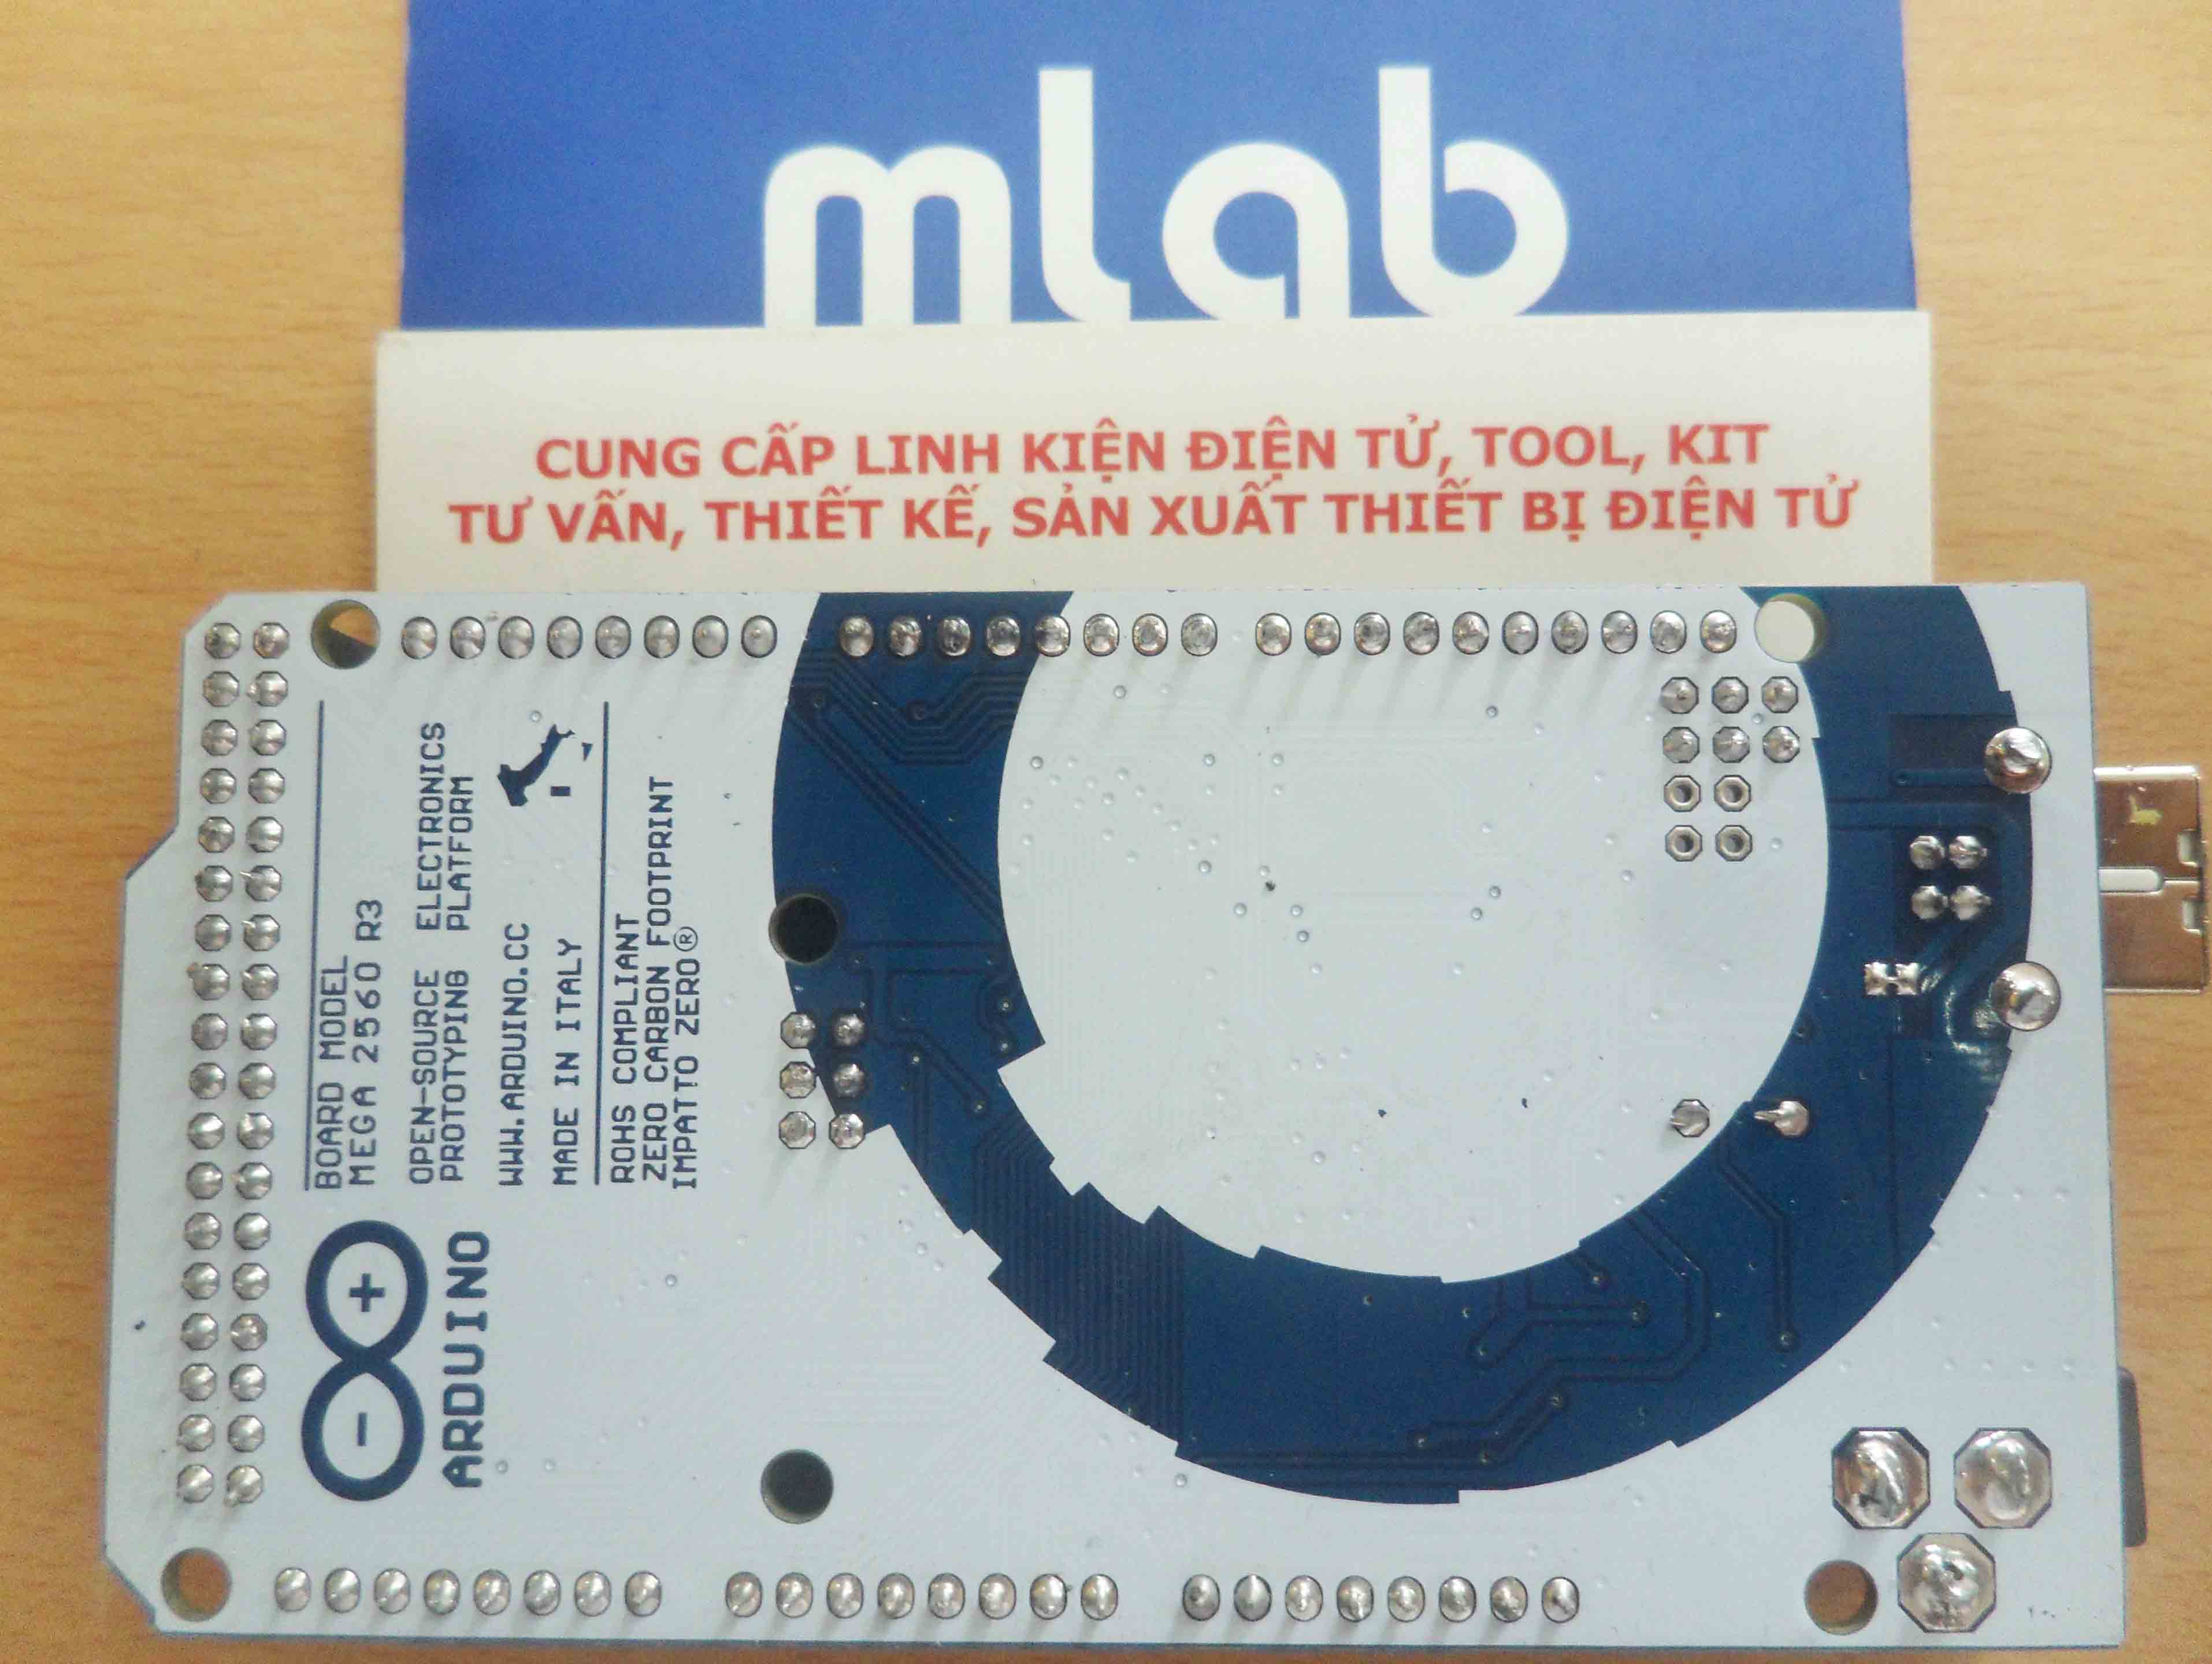 mlab
CUNG CẤP LINH KIỆN ĐIỆN TỬ, TOOL, KIT
TƯ VẤN, THIẾT KẾ, SẢN XUẤT THIẾT BỊ ĐIỆN TỬ
BOARD MODEL
MEGA 2560 R3
OPEN-SOURCE ELECTRONICS
PROTOTYPING PLATFORM
WWW.ARDUINO.CC
MADE IN ITALY
ROHS COMPLIANT
ZERO CARBON FOOTPRINT
IMPATTO ZERO®
- +
ARDUINO